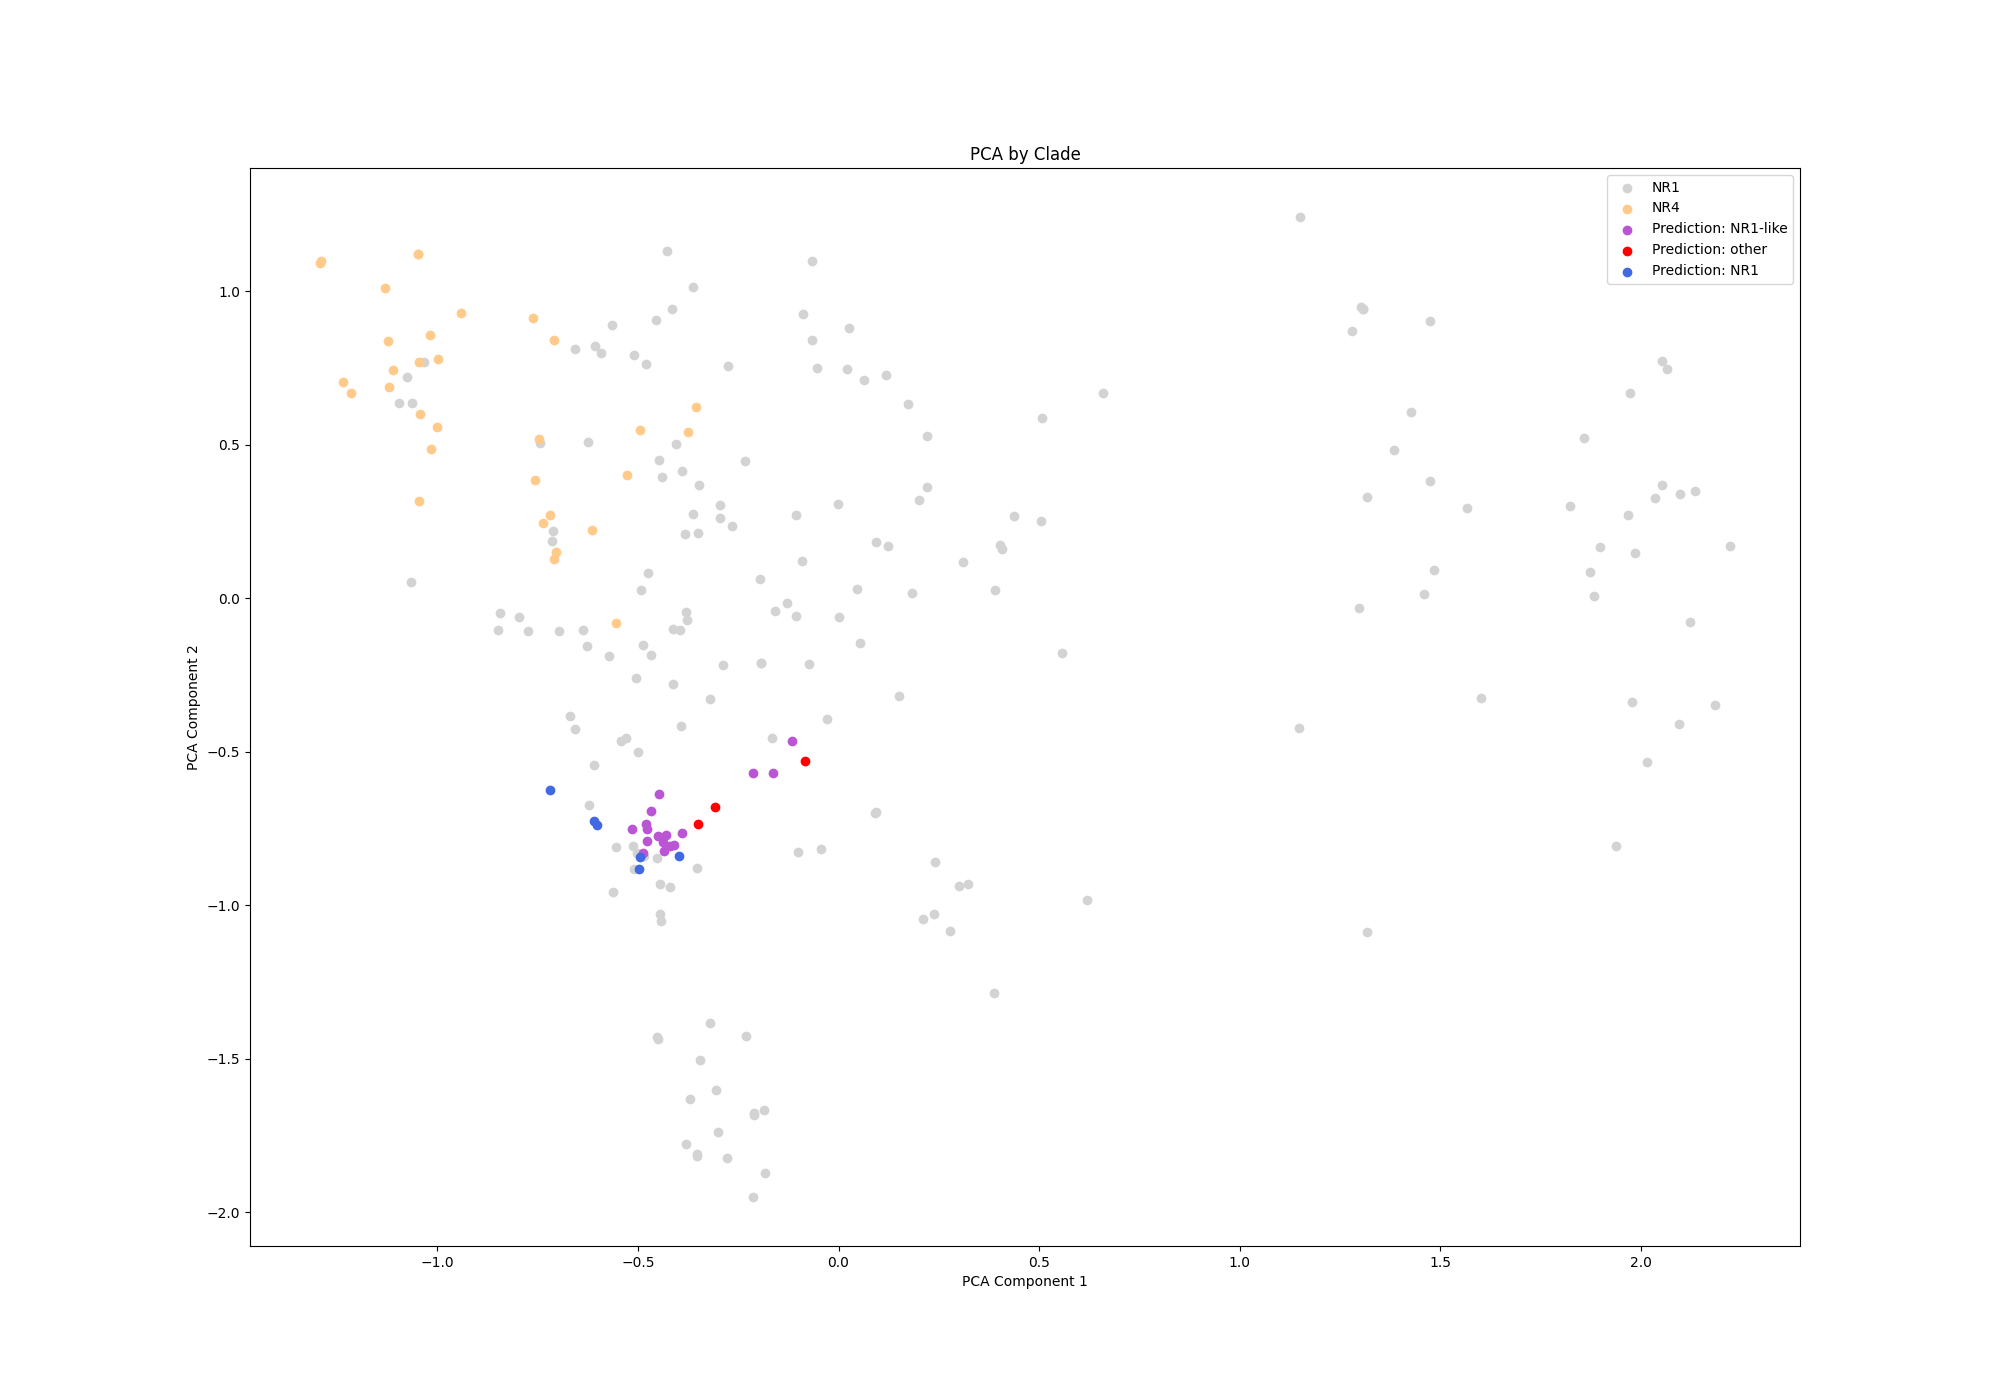 PCA by Clade
NR1
NR4
Prediction: NR1-like
Prediction: other
Prediction: NR1
PCA Component 2
1.0
0.5
0.0
−0.5
−1.0
−1.5
−2.0
−1.0 −0.5 0.0 0.5 1.0 1.5 2.0
PCA Component 1